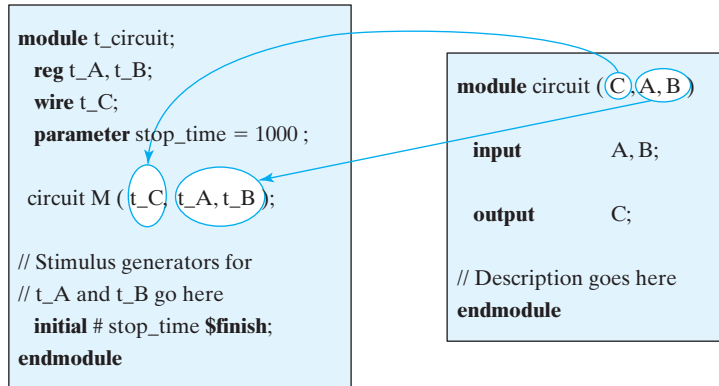 module t_circuit;
reg t_A, t_B;
wire t_C;
parameter stop_time = 1000 ;
circuit M ( t_C, t_A, t_B );
// Stimulus generators for
// t_A and t_B go here
initial # stop_time $finish;
endmodule
module circuit ( C , A, B )
input A, B;
output C;
// Description goes here
endmodule